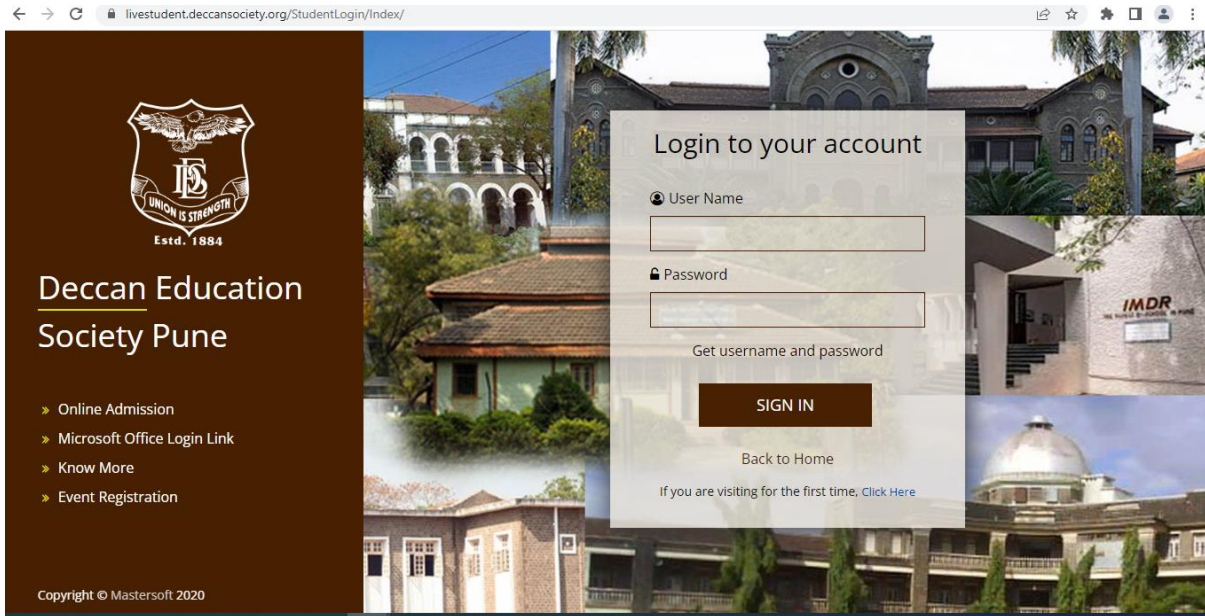 livestudent.deccansociety.org/StudentLogin/Index/
UNION IS STRENGTH
Estd. 1884
Deccan Education
Society Pune
» Online Admission
» Microsoft Office Login Link
» Know More
» Event Registration
Copyright © Mastersoft 2020
Login to your account
User Name
Password
Get username and password
SIGN IN
Back to Home
If you are visiting for the first time, Click Here
IMDR